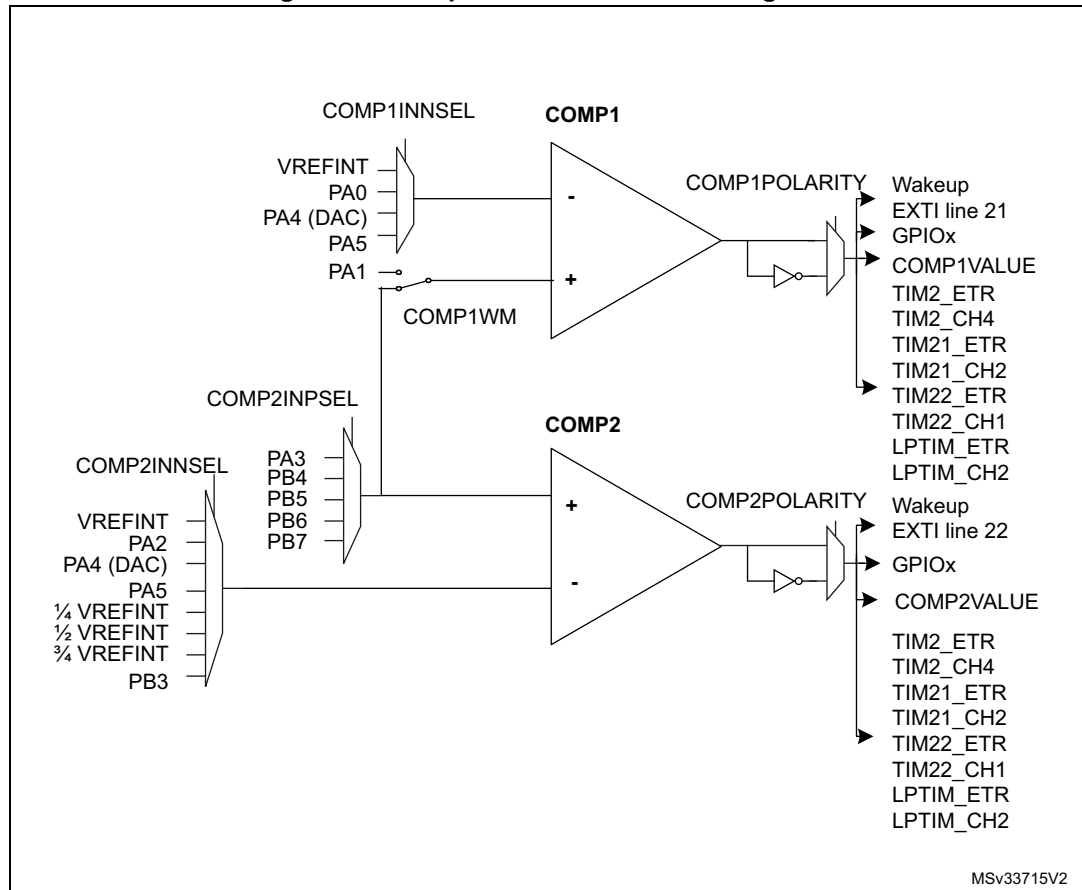 COMP1INNSEL
COMP1
VREFINT
PA0
PA4 (DAC)
PA5
PA1
-
+
COMP1WM
COMP1POLARITY
Wakeup
EXTI line 21
GPIOx
COMP1VALUE
TIM2_ETR
TIM2_CH4
TIM21_ETR
TIM21_CH2
TIM22_ETR
TIM22_CH1
LPTIM_ETR
LPTIM_CH2
COMP2INPSEL
COMP2
PA3
PB4
PB5
PB6
PB7
COMP2INNSEL
VREFINT
PA2
PA4 (DAC)
PA5
¼ VREFINT
½ VREFINT
¾ VREFINT
PB3
+
-
COMP2POLARITY
Wakeup
EXTI line 22
GPIOx
COMP2VALUE
TIM2_ETR
TIM2_CH4
TIM21_ETR
TIM21_CH2
TIM22_ETR
TIM22_CH1
LPTIM_ETR
LPTIM_CH2
MSv33715V2